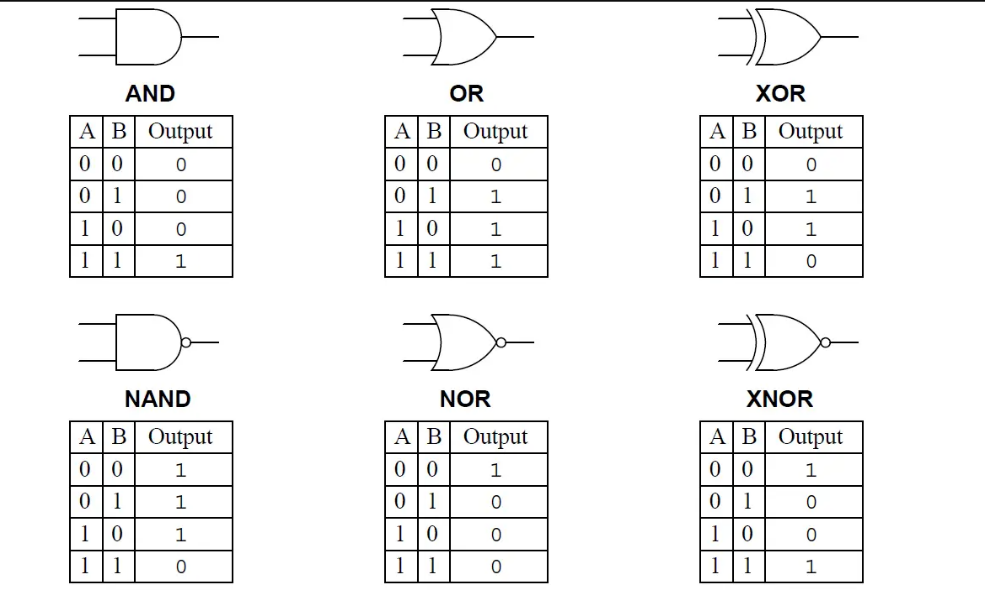 AND OR XOR
A B Output A B Output A B Output
0 0 0 0 0 0 0 0 0
0 1 0 0 1 1 0 1 1
1 0 0 1 0 1 1 0 1
1 1 1 1 1 1 1 1 0
NAND NOR XNOR
A B Output A B Output A B Output
0 0 1 0 0 1 0 0 1
0 1 1 0 1 0 0 1 0
1 0 1 1 0 0 1 0 0
1 1 0 1 1 0 1 1 1